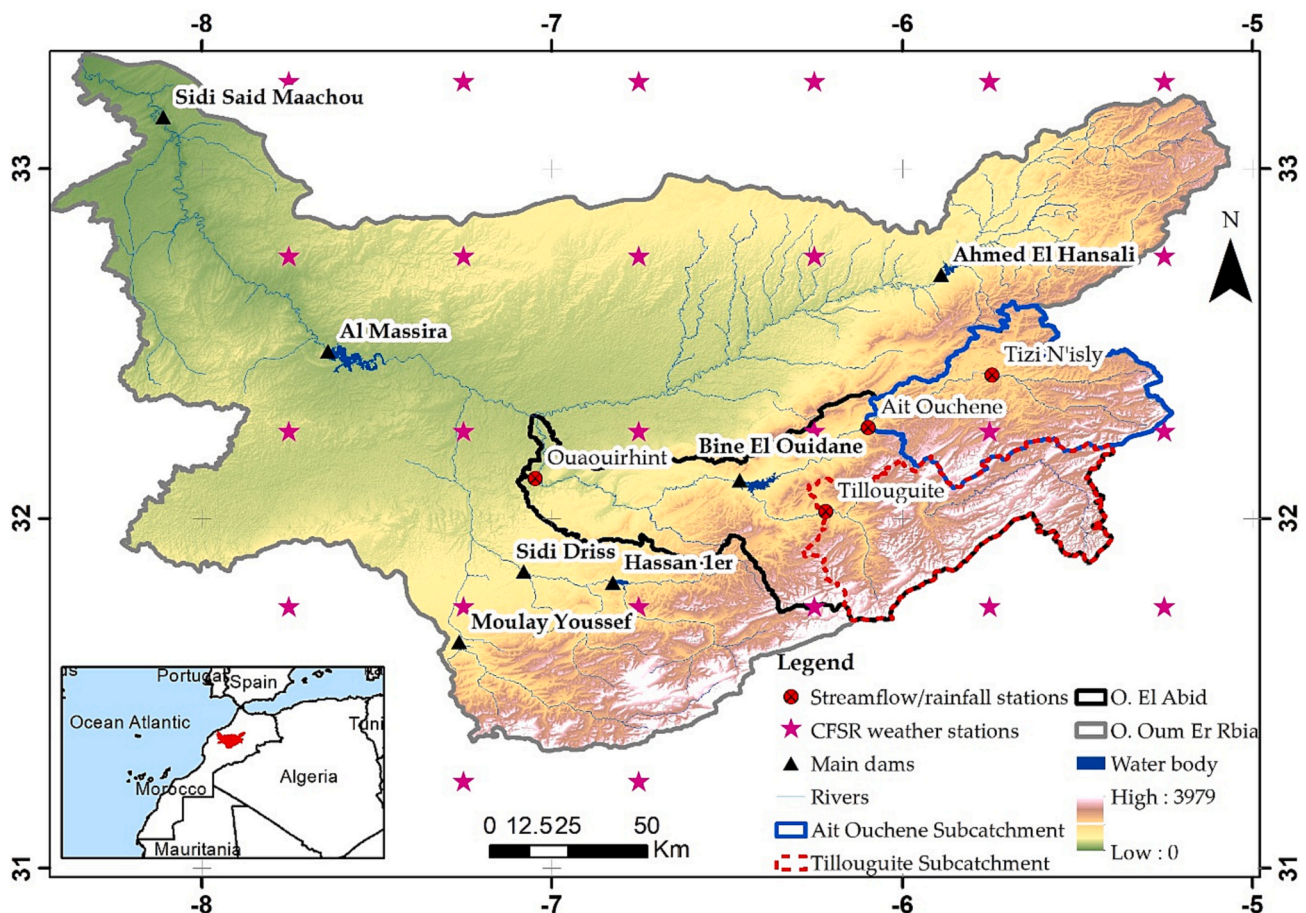 -8 -7 -6 -5
Sidi Said Maachou
33 33
N
Ahmed El Hansali
Al Massira
Tizi N'isly
Ait Ouchene
Bine El Ouidane
Ouaouirhint
Tillouguite
32 32
Sidi Driss
Hassan 1er
Moulay Youssef
Legend
Streamflow/rainfall stations
O. El Abid
CFSR weather stations
O. Oum Er Rbia
Main dams
Water body
Rivers
High : 3979
Ait Ouchene Subcatchment
Low : 0
Tillouguite Subcatchment
0 12.5 25 50
Km
Portugal
Spain
Ocean Atlantic
Tuni
Algeria
Morocco
Mauritania
31 31
-8 -7 -6 -5